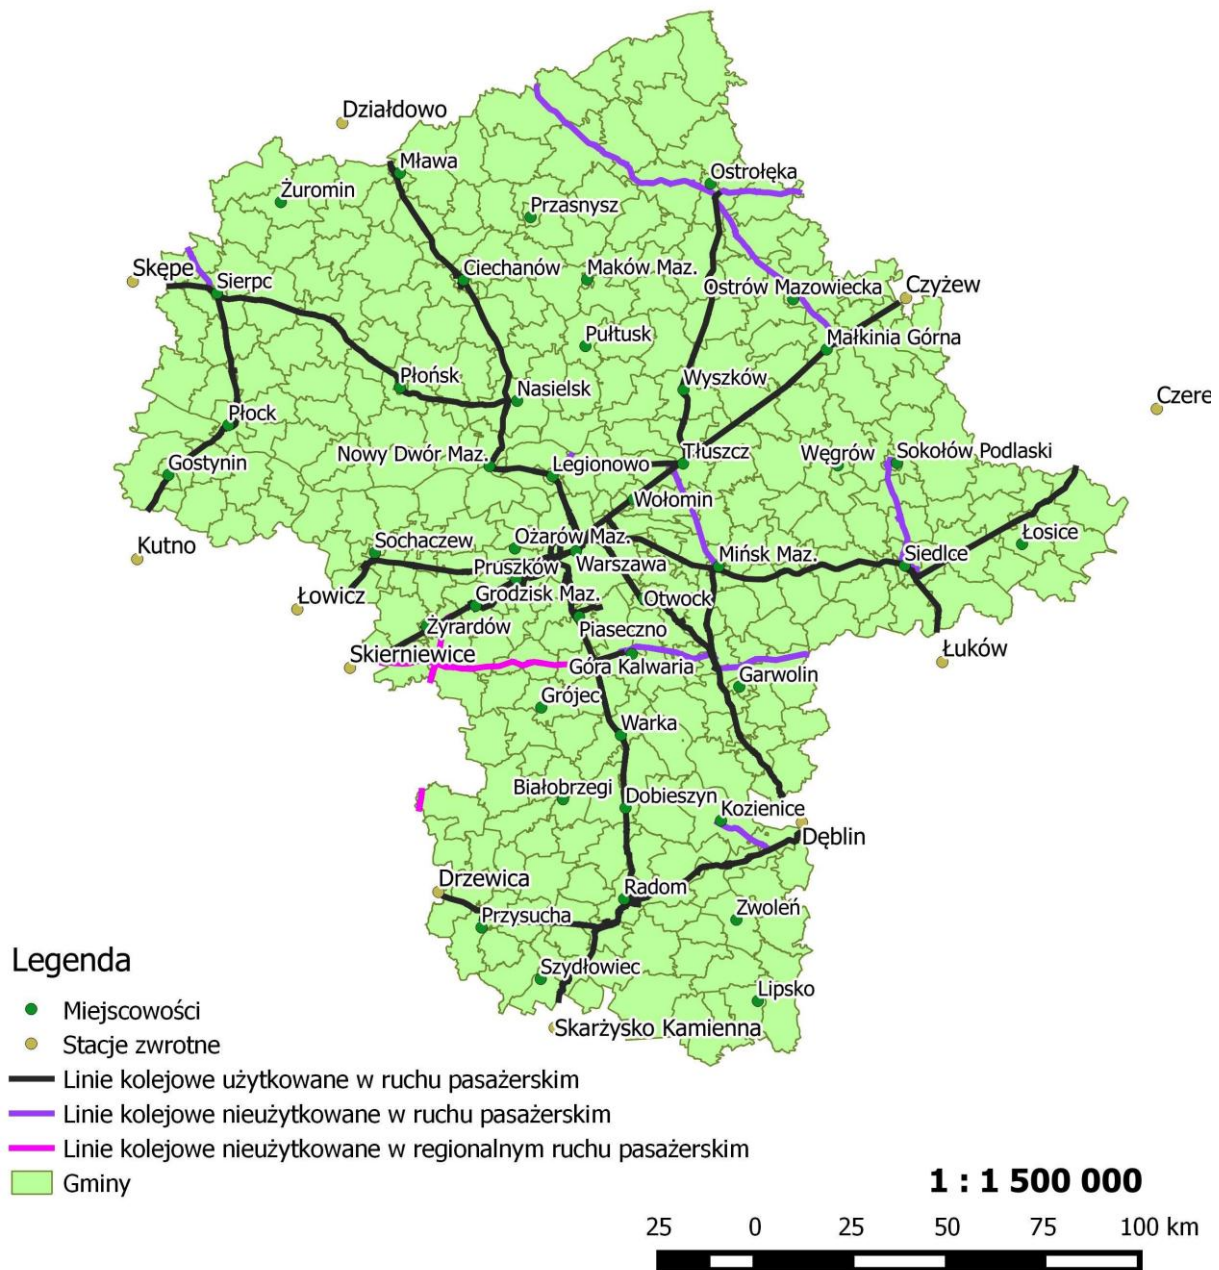 Działdowo
Mława
Ostrołęka
Żuromin
Przasnysz
Skępe
Sierpc
Ciechanów
Maków Maz.
Ostrów Mazowiecka
Czyżew
Pułtusk
Małkinia Górna
Płońsk
Nasielsk
Wyszków
Czere
Płock
Nowy Dwór Maz.
Legionowo
Tłuszcz
Węgrów
Sokołów Podlaski
Gostynin
Wołomin
Kutno
Sochaczew
Ożarów Maz.
Warszawa
Mińsk Maz.
Siedlce
Łosice
Pruszków
Łowicz
Grodzisk Maz.
Otwock
Żyrardów
Piaseczno
Skierniewice
Góra Kalwaria
Łuków
Garwolin
Grójec
Warka
Białobrzegi
Dobieszyn
Kozienice
Dęblin
Drzewica
Radom
Przysucha
Zwoleń
Szydłowiec
Lipsko
Skarżysko Kamienna
Legenda
Miejscowości
Stacje zwrotne
Linie kolejowe użytkowane w ruchu pasażerskim
Linie kolejowe nieużytkowane w ruchu pasażerskim
Linie kolejowe nieużytkowane w regionalnym ruchu pasażerskim
Gminy
1 : 1 500 000
25 0 25 50 75 100 km